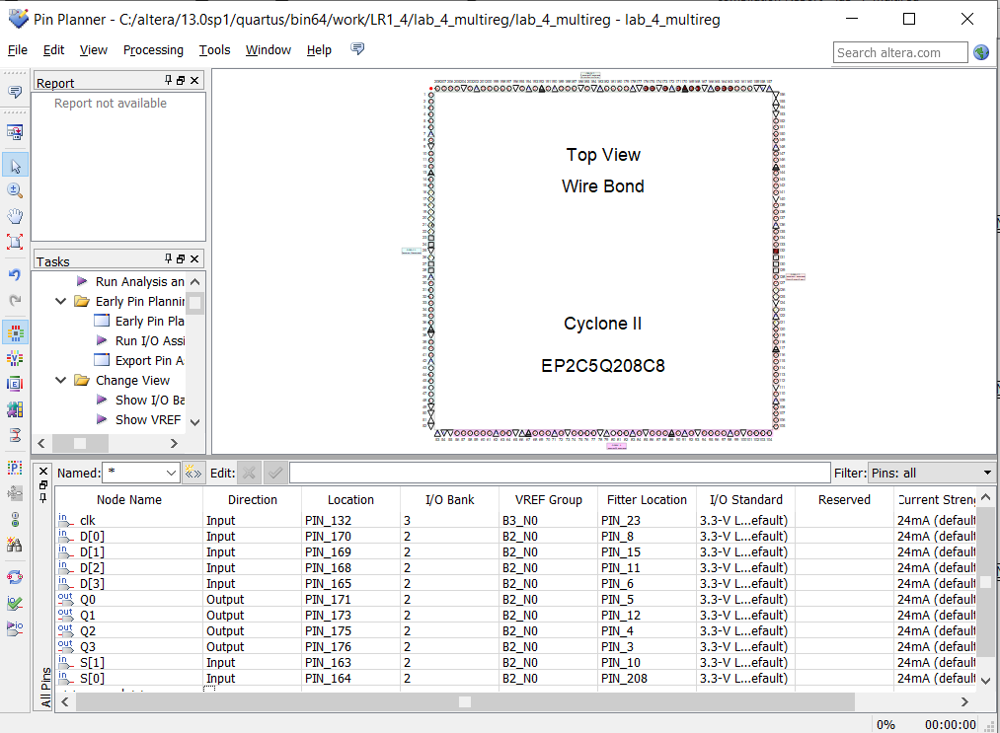 Pin Planner - C:/altera/13.0sp1/quartus/bin64/work/LR1_4/lab_4_multireg/lab_4_multireg - lab_4_multireg
File Edit View Processing Tools Window Help
Search altera.com
Report
Report not available
Tasks
Run Analysis an
Early Pin Plannin
Early Pin Pla
Run I/O Assi
Export Pin A
Change View
Show I/O Ba
Show VREF
Top View
Wire Bond
Cyclone II
EP2C5Q208C8
Named: * Edit: Filter: Pins: all
Node Name Direction Location I/O Bank VREF Group Fitter Location I/O Standard Reserved Current Streng
in clk Input PIN_132 3 B3_N0 PIN_23 3.3-V L...efault) 24mA (default
in D[0] Input PIN_170 2 B2_N0 PIN_8 3.3-V L...efault) 24mA (default
in D[1] Input PIN_169 2 B2_N0 PIN_15 3.3-V L...efault) 24mA (default
in D[2] Input PIN_168 2 B2_N0 PIN_11 3.3-V L...efault) 24mA (default
in D[3] Input PIN_165 2 B2_N0 PIN_6 3.3-V L...efault) 24mA (default
out Q0 Output PIN_171 2 B2_N0 PIN_5 3.3-V L...efault) 24mA (default
out Q1 Output PIN_173 2 B2_N0 PIN_12 3.3-V L...efault) 24mA (default
out Q2 Output PIN_175 2 B2_N0 PIN_4 3.3-V L...efault) 24mA (default
out Q3 Output PIN_176 2 B2_N0 PIN_3 3.3-V L...efault) 24mA (default
in S[1] Input PIN_163 2 B2_N0 PIN_10 3.3-V L...efault) 24mA (default
in S[0] Input PIN_164 2 B2_N0 PIN_208 3.3-V L...efault) 24mA (default
All Pins
0% 00:00:00